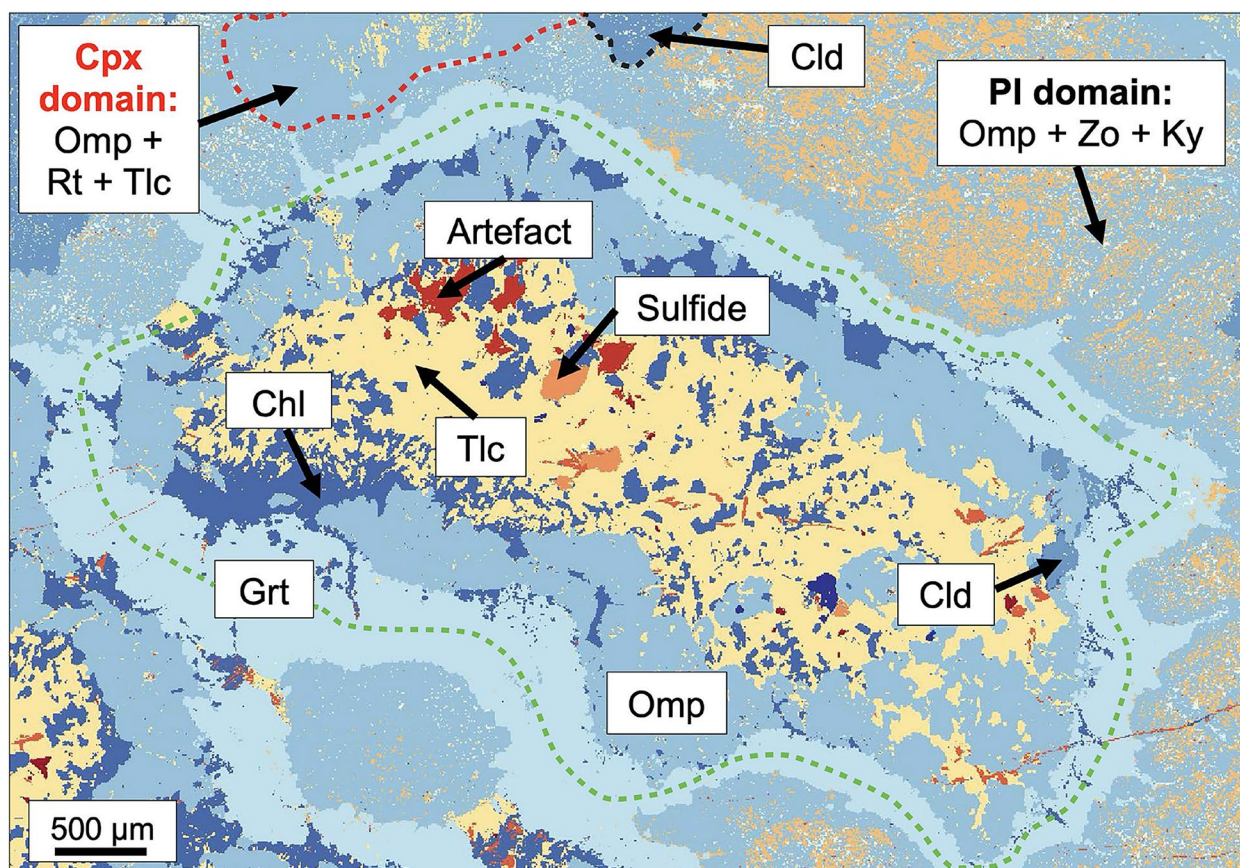 Cpx
domain:
Omp +
Rt + Tlc
Cld
Pl domain:
Omp + Zo + Ky
Artefact
Sulfide
Chl
Tlc
Grt
Cld
Omp
500 µm